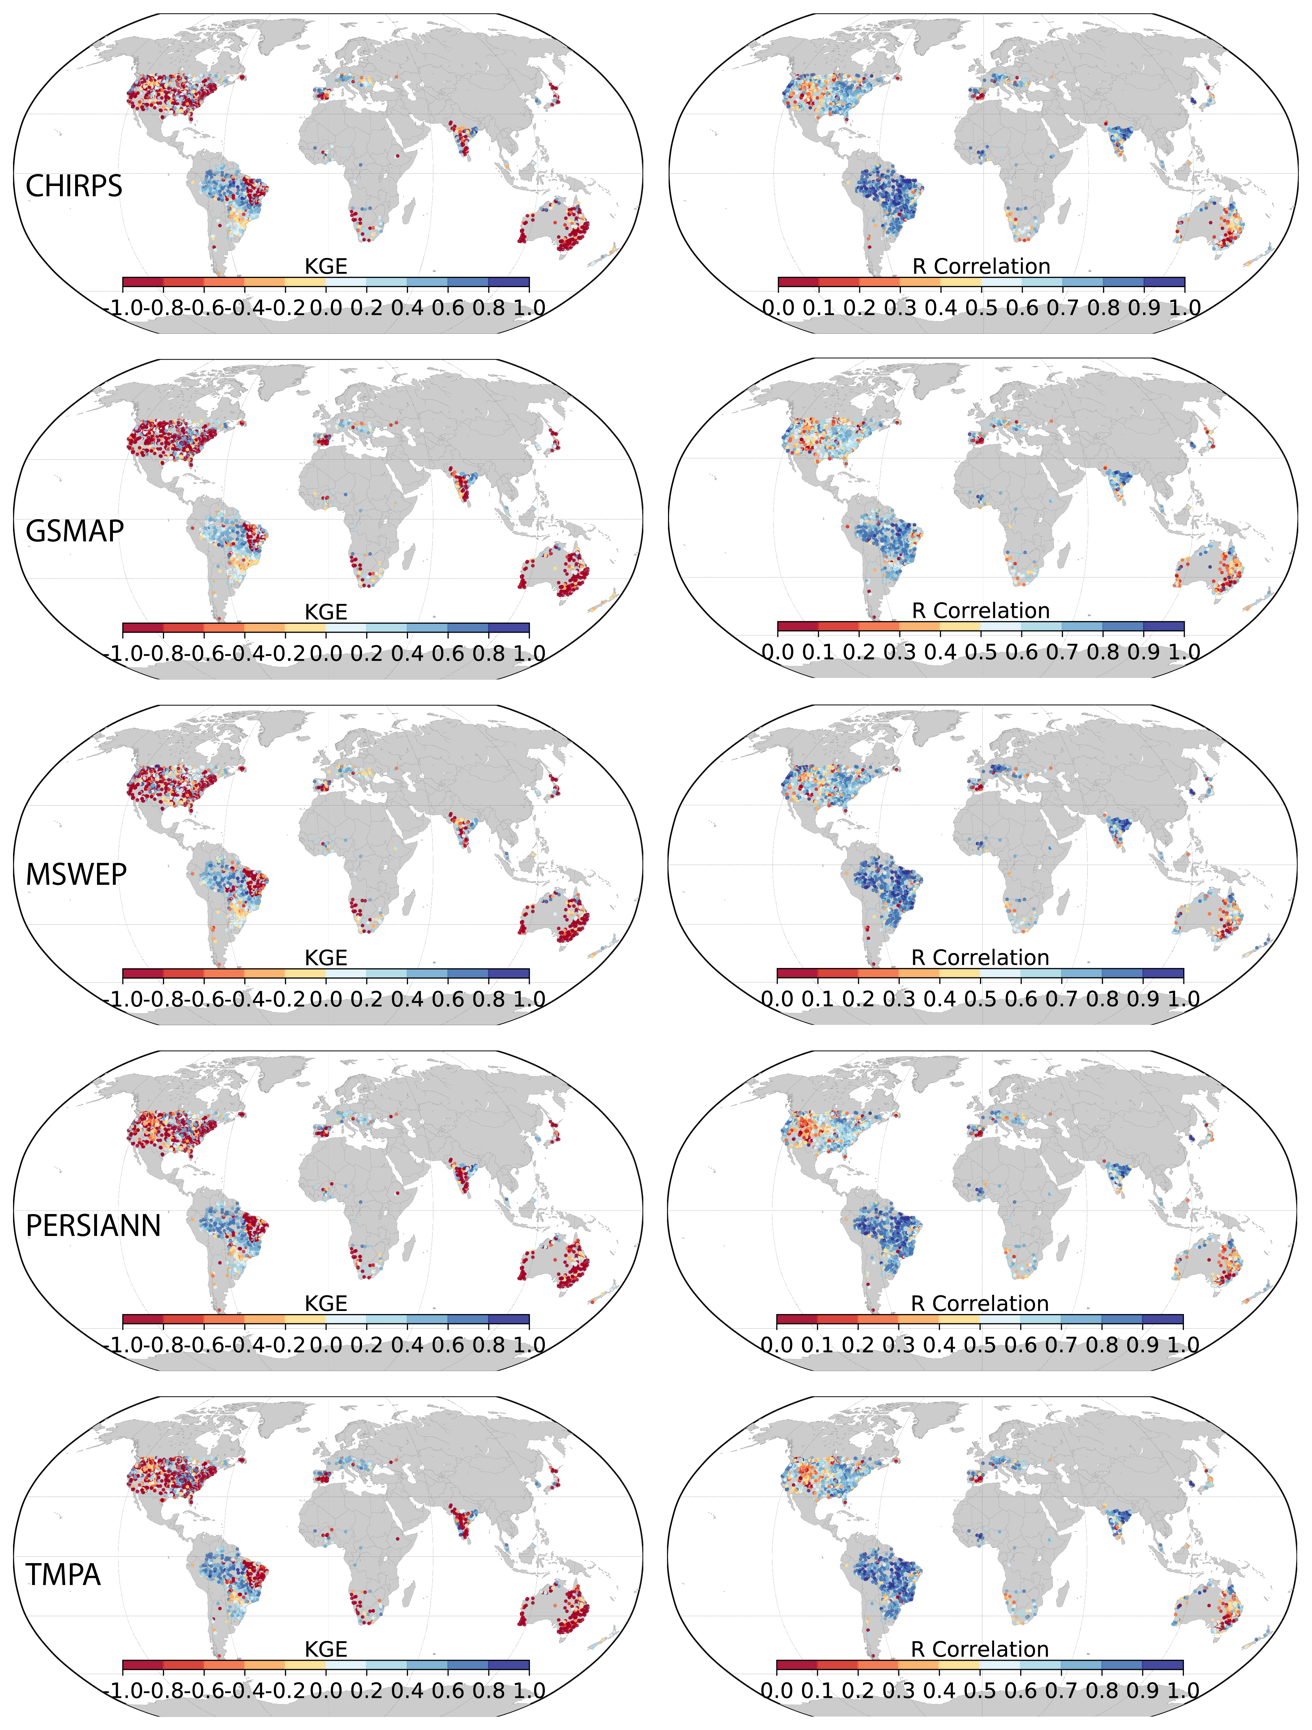 CHIRPS
KGE
-1.0-0.8-0.6-0.4-0.2 0.0 0.2 0.4 0.6 0.8 1.0
R Correlation
0.0 0.1 0.2 0.3 0.4 0.5 0.6 0.7 0.8 0.9 1.0
GSMAP
KGE
-1.0-0.8-0.6-0.4-0.2 0.0 0.2 0.4 0.6 0.8 1.0
R Correlation
0.0 0.1 0.2 0.3 0.4 0.5 0.6 0.7 0.8 0.9 1.0
MSWEP
KGE
-1.0-0.8-0.6-0.4-0.2 0.0 0.2 0.4 0.6 0.8 1.0
R Correlation
0.0 0.1 0.2 0.3 0.4 0.5 0.6 0.7 0.8 0.9 1.0
PERSIANN
KGE
-1.0-0.8-0.6-0.4-0.2 0.0 0.2 0.4 0.6 0.8 1.0
R Correlation
0.0 0.1 0.2 0.3 0.4 0.5 0.6 0.7 0.8 0.9 1.0
TMPA
KGE
-1.0-0.8-0.6-0.4-0.2 0.0 0.2 0.4 0.6 0.8 1.0
R Correlation
0.0 0.1 0.2 0.3 0.4 0.5 0.6 0.7 0.8 0.9 1.0